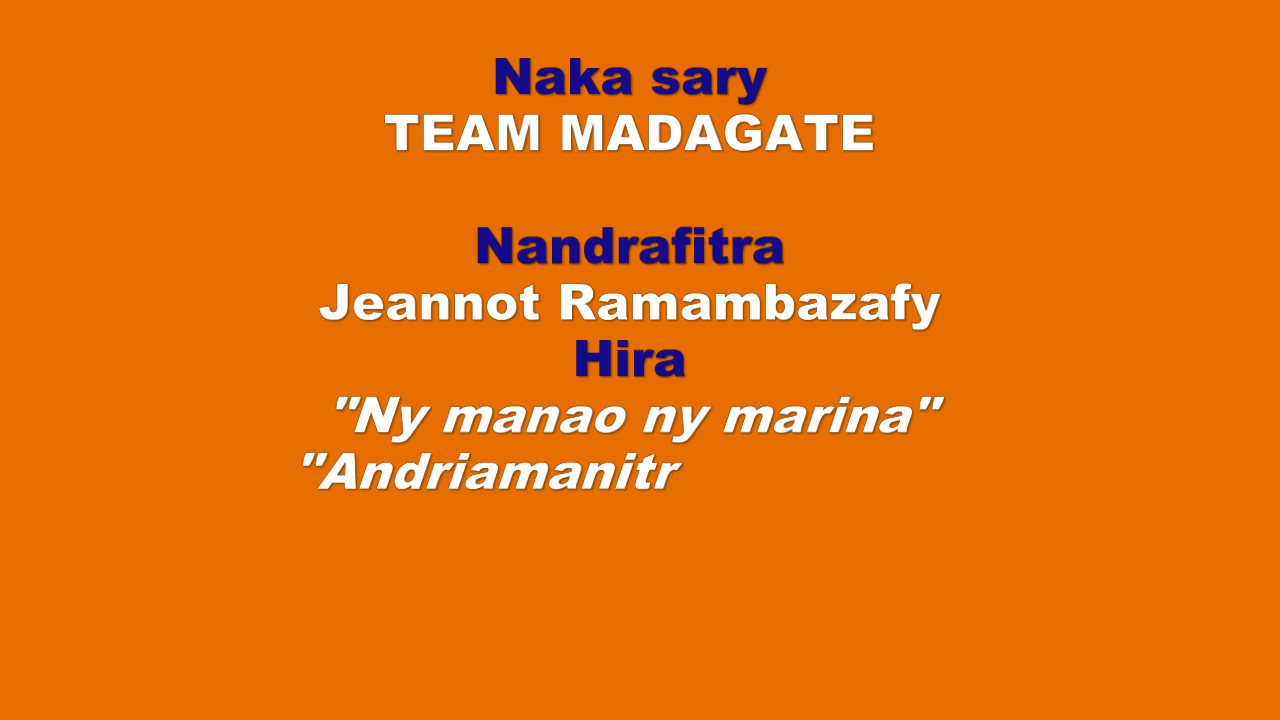 Naka sary
TEAM MADAGATE
Nandrafitra
Jeannot Ramambazafy
Hira
"Ny manao ny marina"
"Andriamanitr